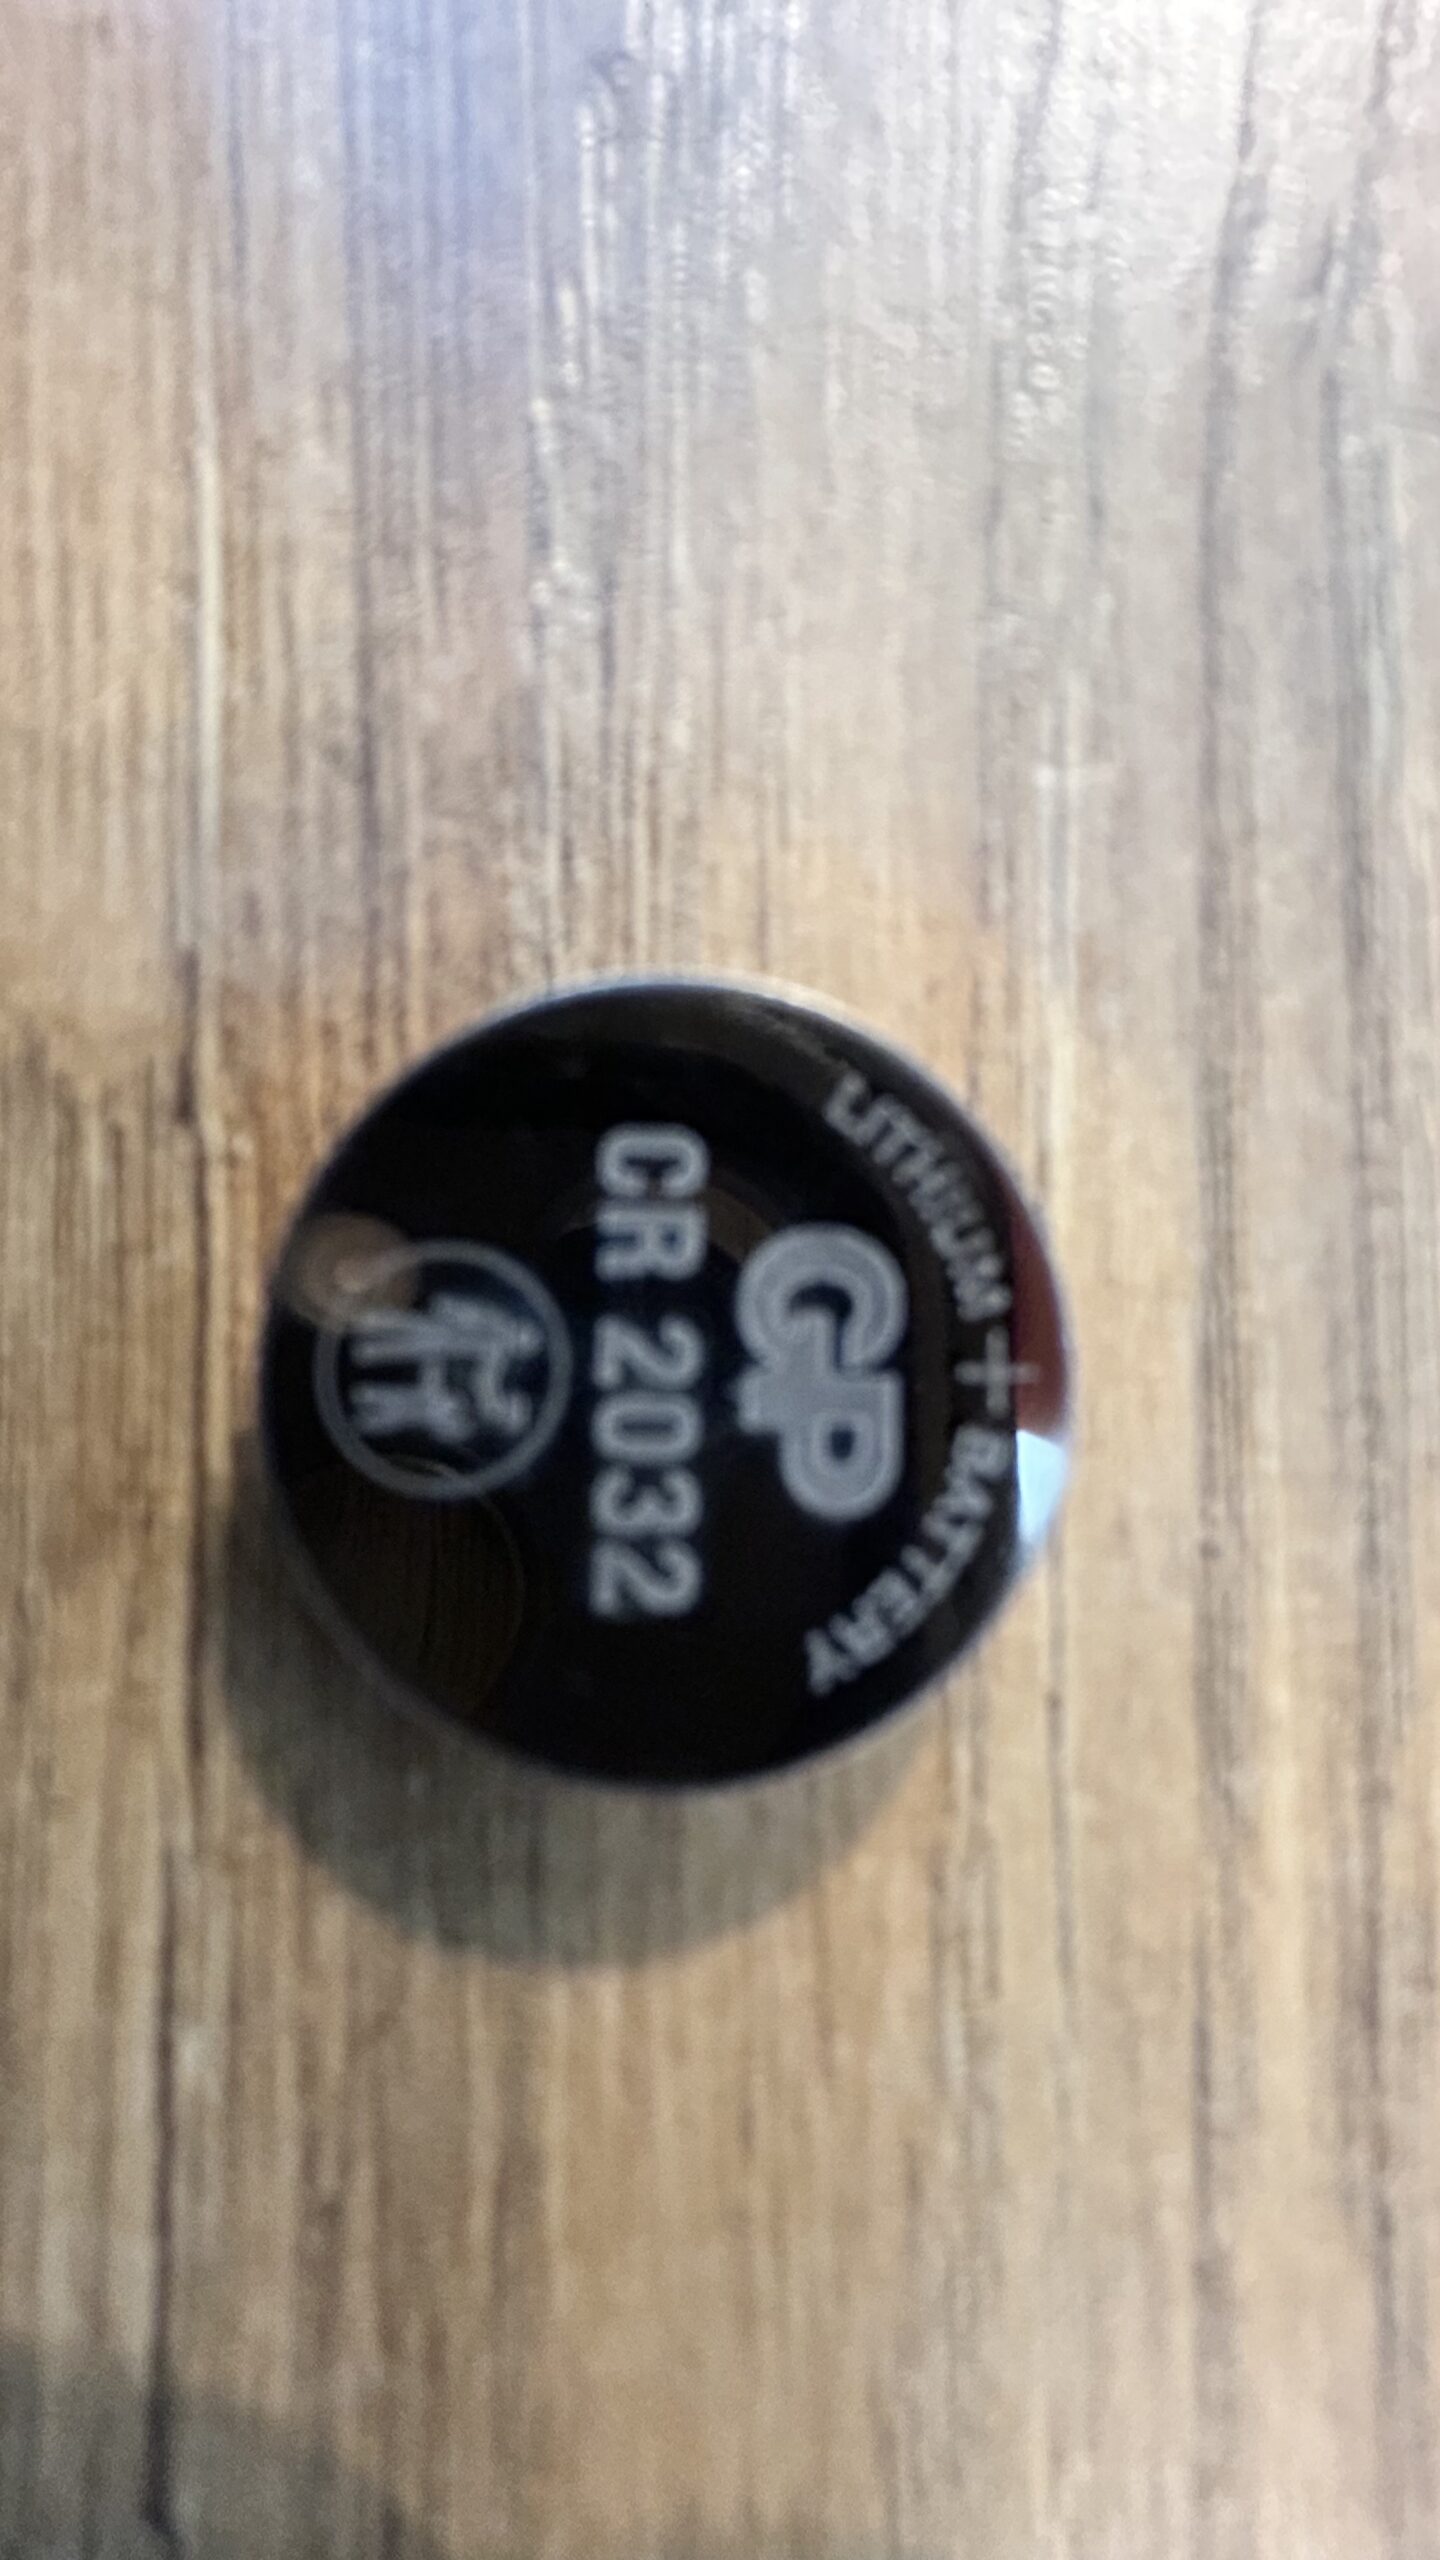 LITHIUM + BATTERY
GP
CR 2032